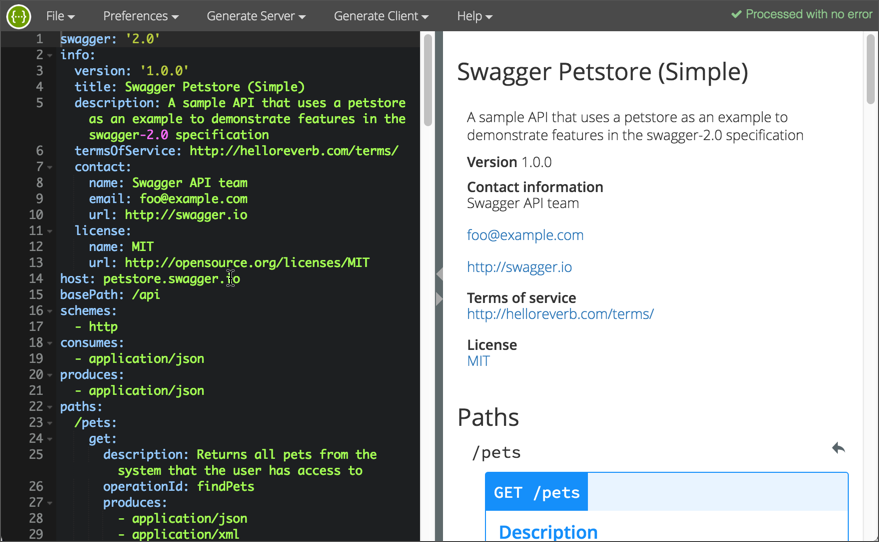 File Preferences Generate Server Generate Client Help Processed with no error
1 swagger: '2.0'
2 info:
3 version: '1.0.0'
4 title: Swagger Petstore (Simple)
5 description: A sample API that uses a petstore
as an example to demonstrate features in the
swagger-2.0 specification
6 termsOfService: http://helloreverb.com/terms/
7 contact:
8 name: Swagger API team
9 email: foo@example.com
10 url: http://swagger.io
11 license:
12 name: MIT
13 url: http://opensource.org/licenses/MIT
14 host: petstore.swagger.io
15 basePath: /api
16 schemes:
17 - http
18 consumes:
19 - application/json
20 produces:
21 - application/json
22 paths:
23 /pets:
24 get:
25 description: Returns all pets from the
system that the user has access to
26 operationId: findPets
27 produces:
28 - application/json
29 - application/xml
Swagger Petstore (Simple)
A sample API that uses a petstore as an example to
demonstrate features in the swagger-2.0 specification
Version 1.0.0
Contact information
Swagger API team
foo@example.com
http://swagger.io
Terms of service
http://helloreverb.com/terms/
License
MIT
Paths
/pets
GET /pets
Description